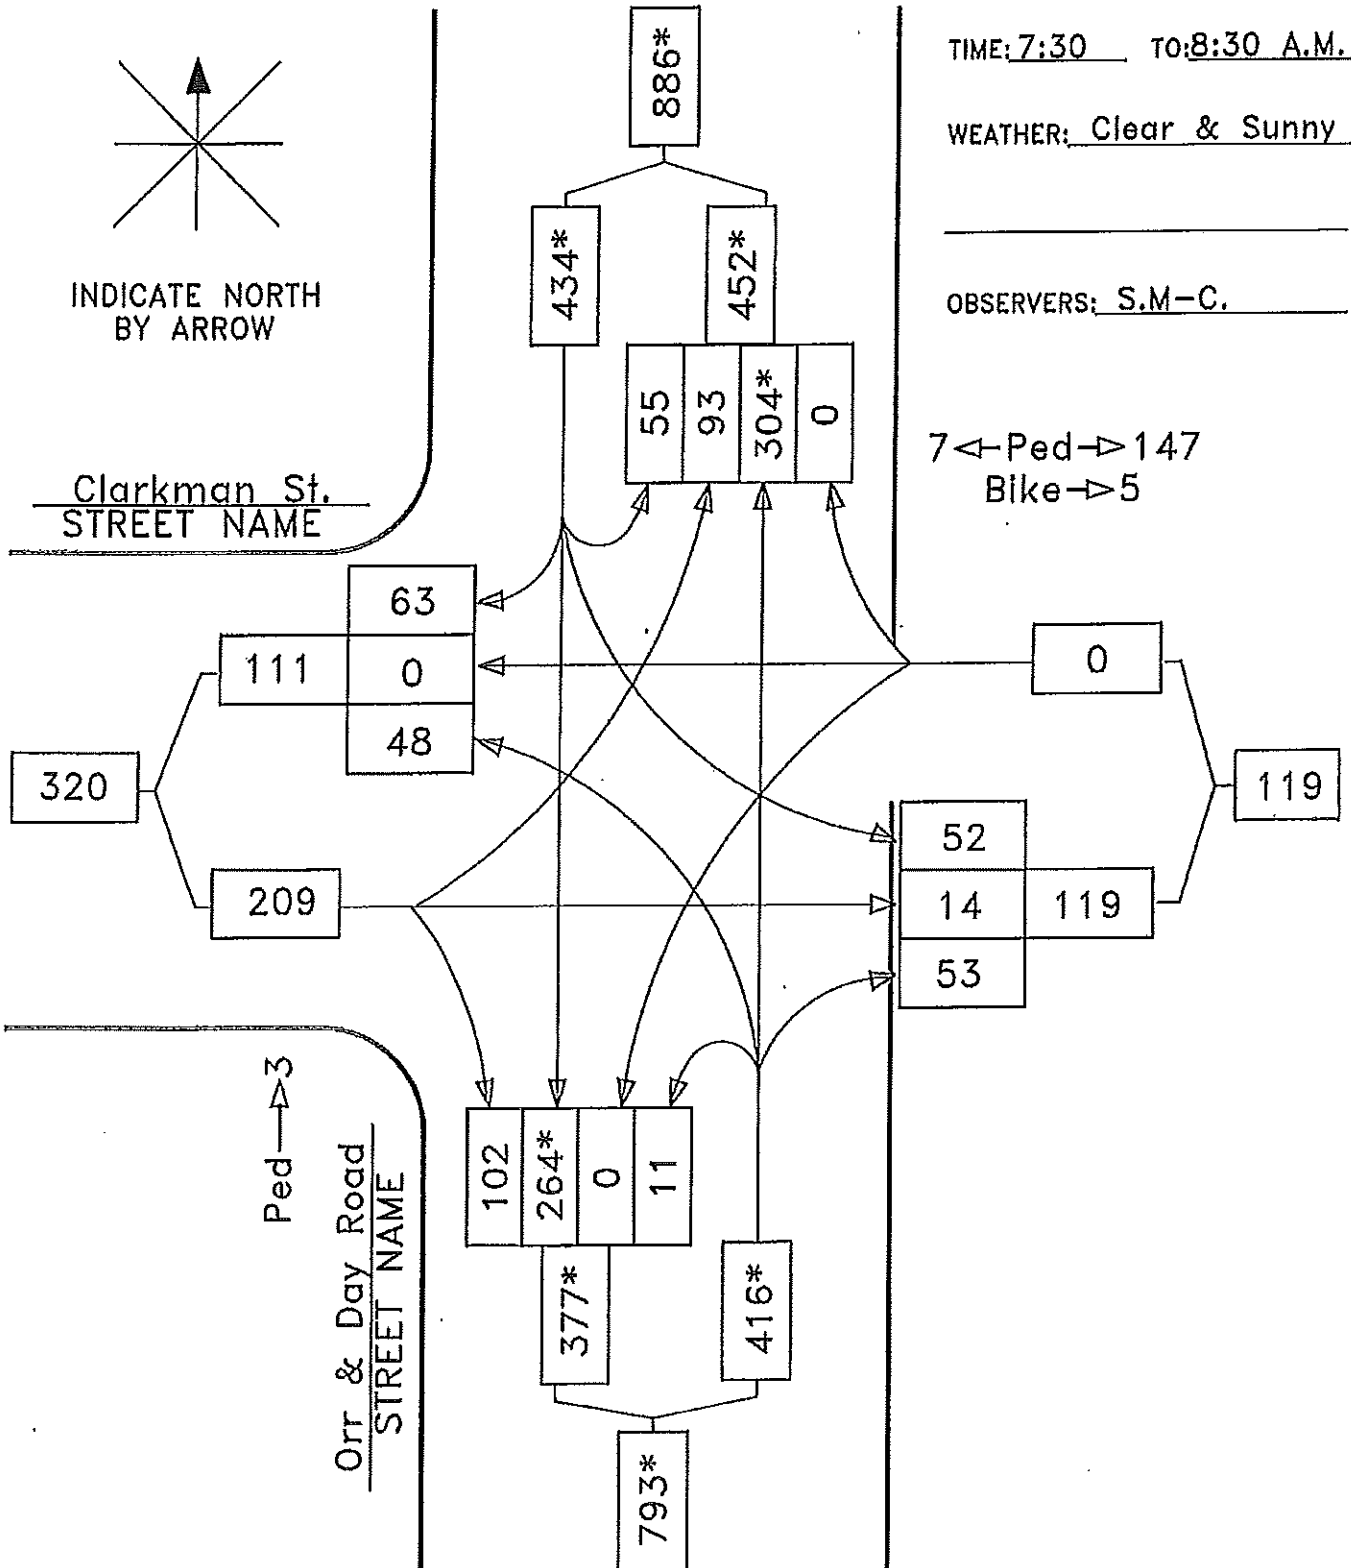 TIME: 7:30 TO: 8:30 A.M.
WEATHER: Clear & Sunny
OBSERVERS: S.M-C.
INDICATE NORTH
BY ARROW
886*
434*
452*
55
93
304*
0
7 Ped 147
Bike 5
Clarkman St.
STREET NAME
63
111
0
48
320
209
0
119
52
14
119
53
Ped 3
Orr & Day Road
STREET NAME
102
264*
0
11
377*
416*
793*